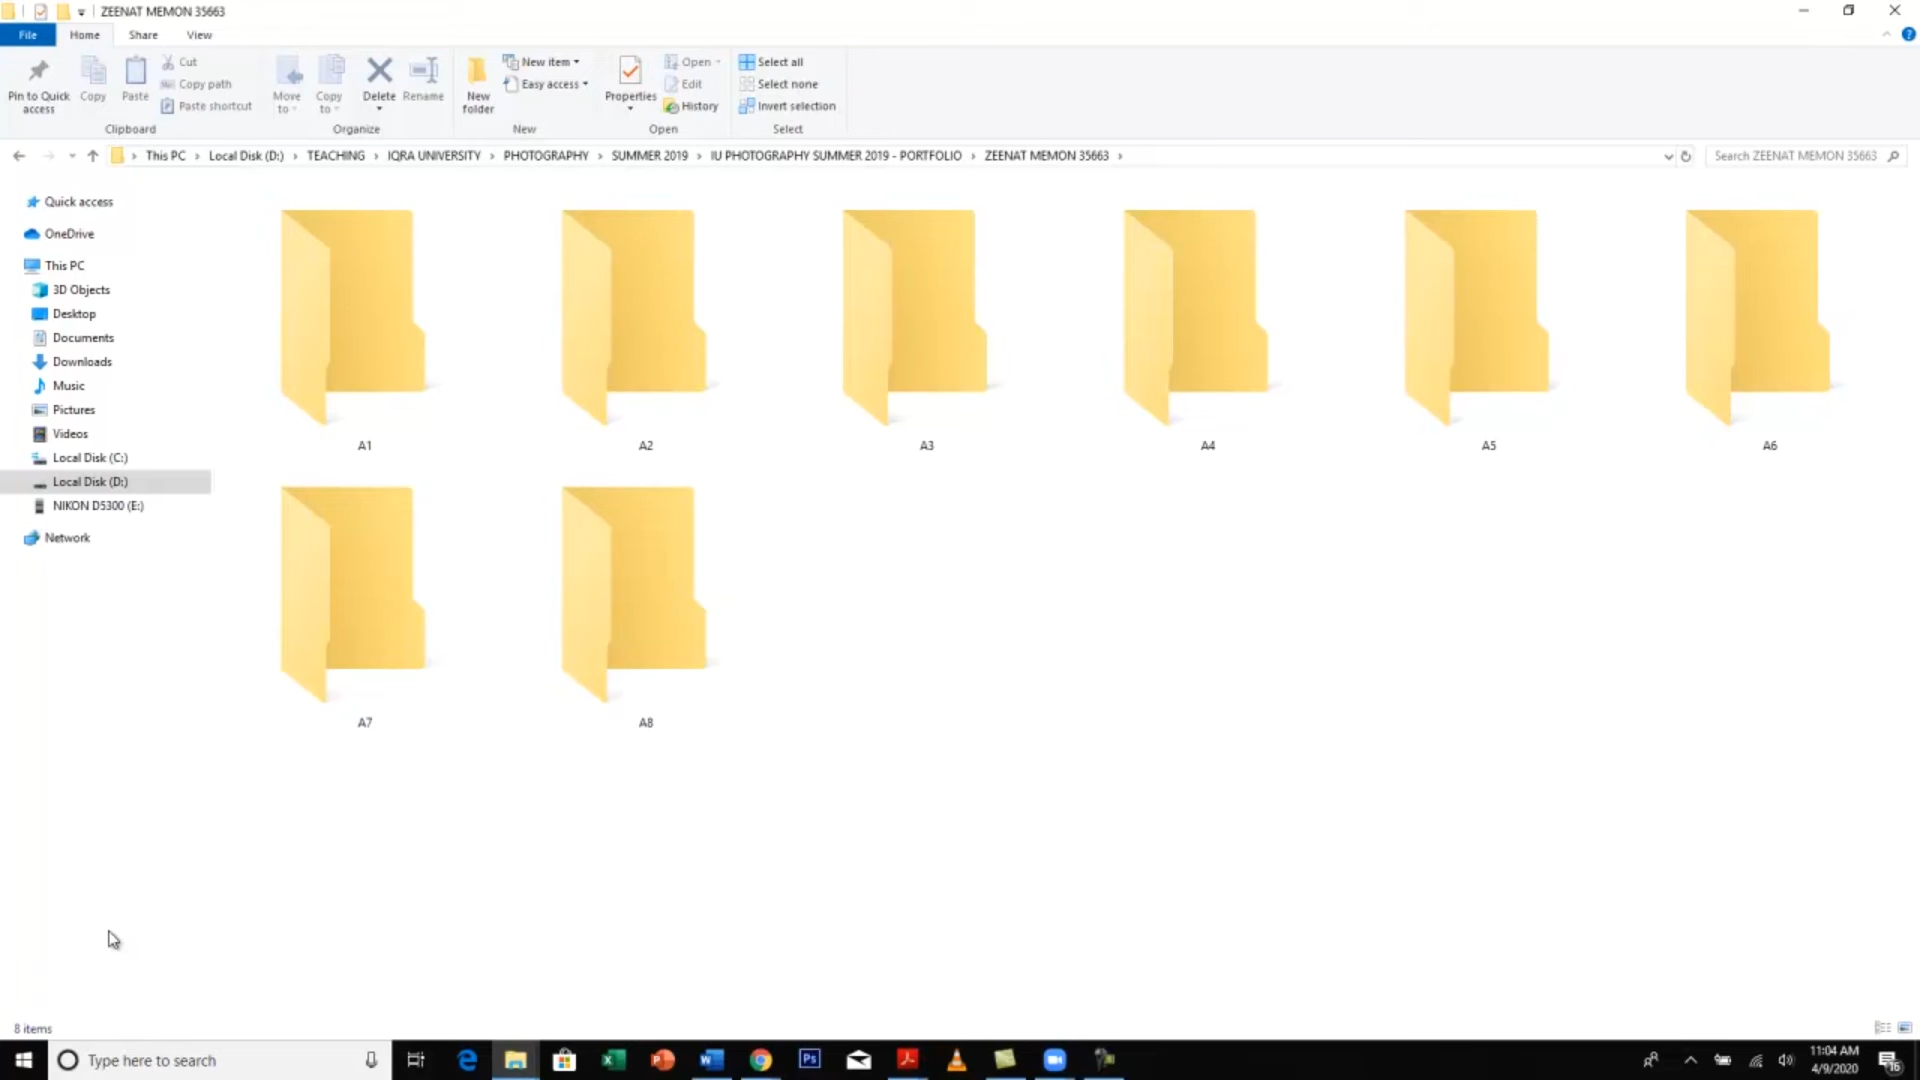 ZEENAT MEMON 35663
File Home Share View
Pin to Quick access
Copy
Paste
Cut
Copy path
Paste shortcut
Clipboard
Move to
Copy to
Delete
Rename
Organize
New folder
New item
Easy access
New
Properties
Open
Edit
History
Open
Select all
Select none
Invert selection
Select
This PC Local Disk (D:) TEACHING IQRA UNIVERSITY PHOTOGRAPHY SUMMER 2019 IU PHOTOGRAPHY SUMMER 2019 - PORTFOLIO ZEENAT MEMON 35663
Search ZEENAT MEMON 35663
Quick access
OneDrive
This PC
3D Objects
Desktop
Documents
Downloads
Music
Pictures
Videos
Local Disk (C:)
Local Disk (D:)
NIKON D5300 (E:)
Network
A1 A2 A3 A4 A5 A6
A7 A8
8 items
Type here to search
Ps
11:04 AM
4/9/2020
16